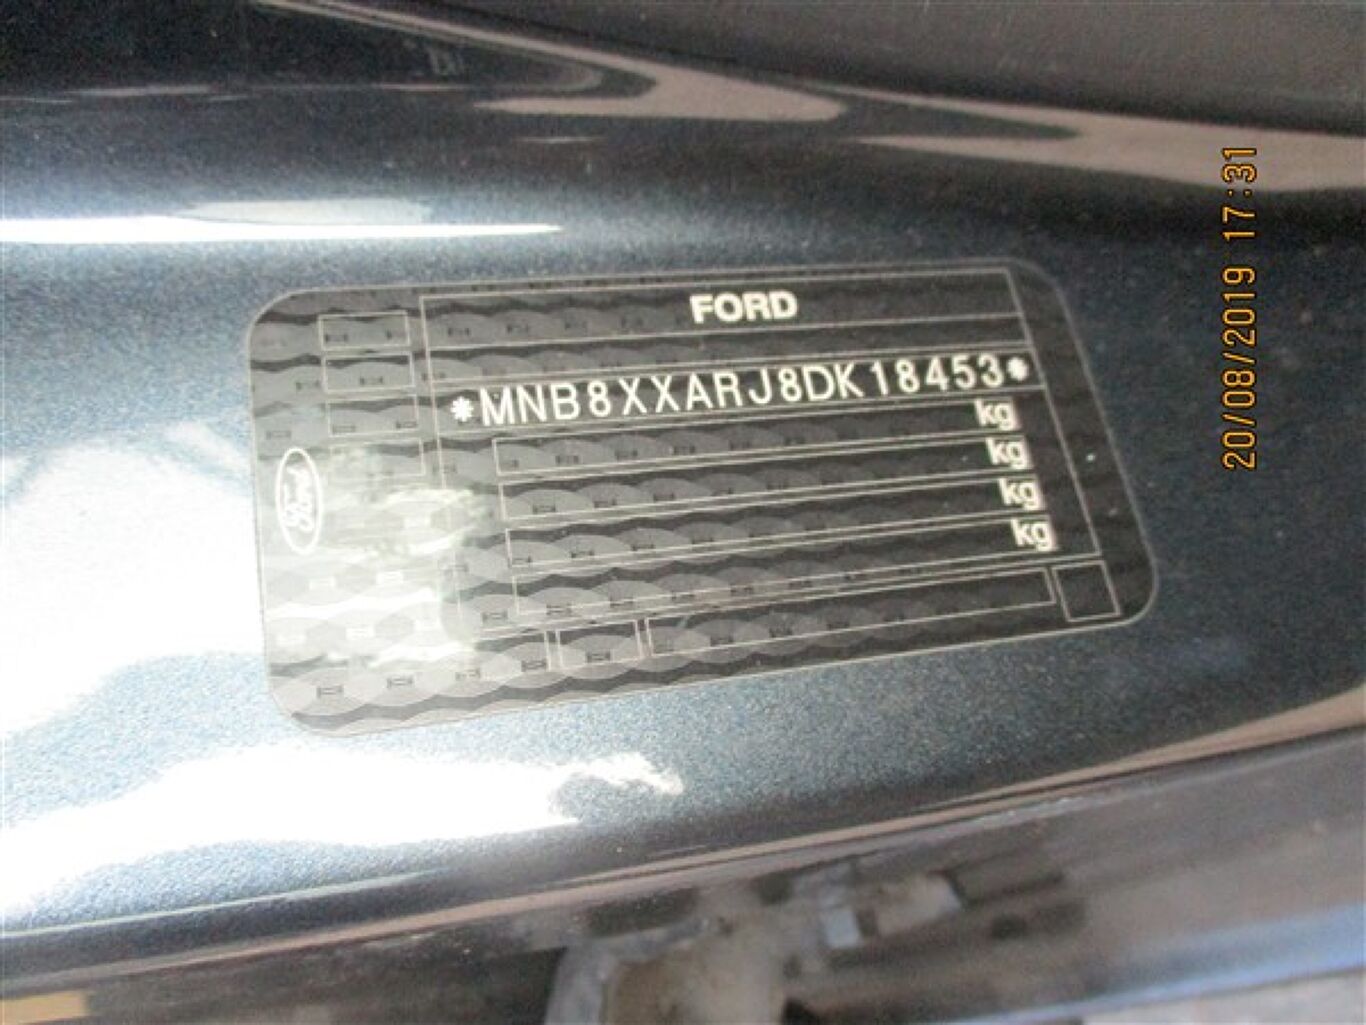 FORD
*MNB8XXARJ8DK18453*
kg
kg
kg
kg
Ford
20/08/2019 17:31